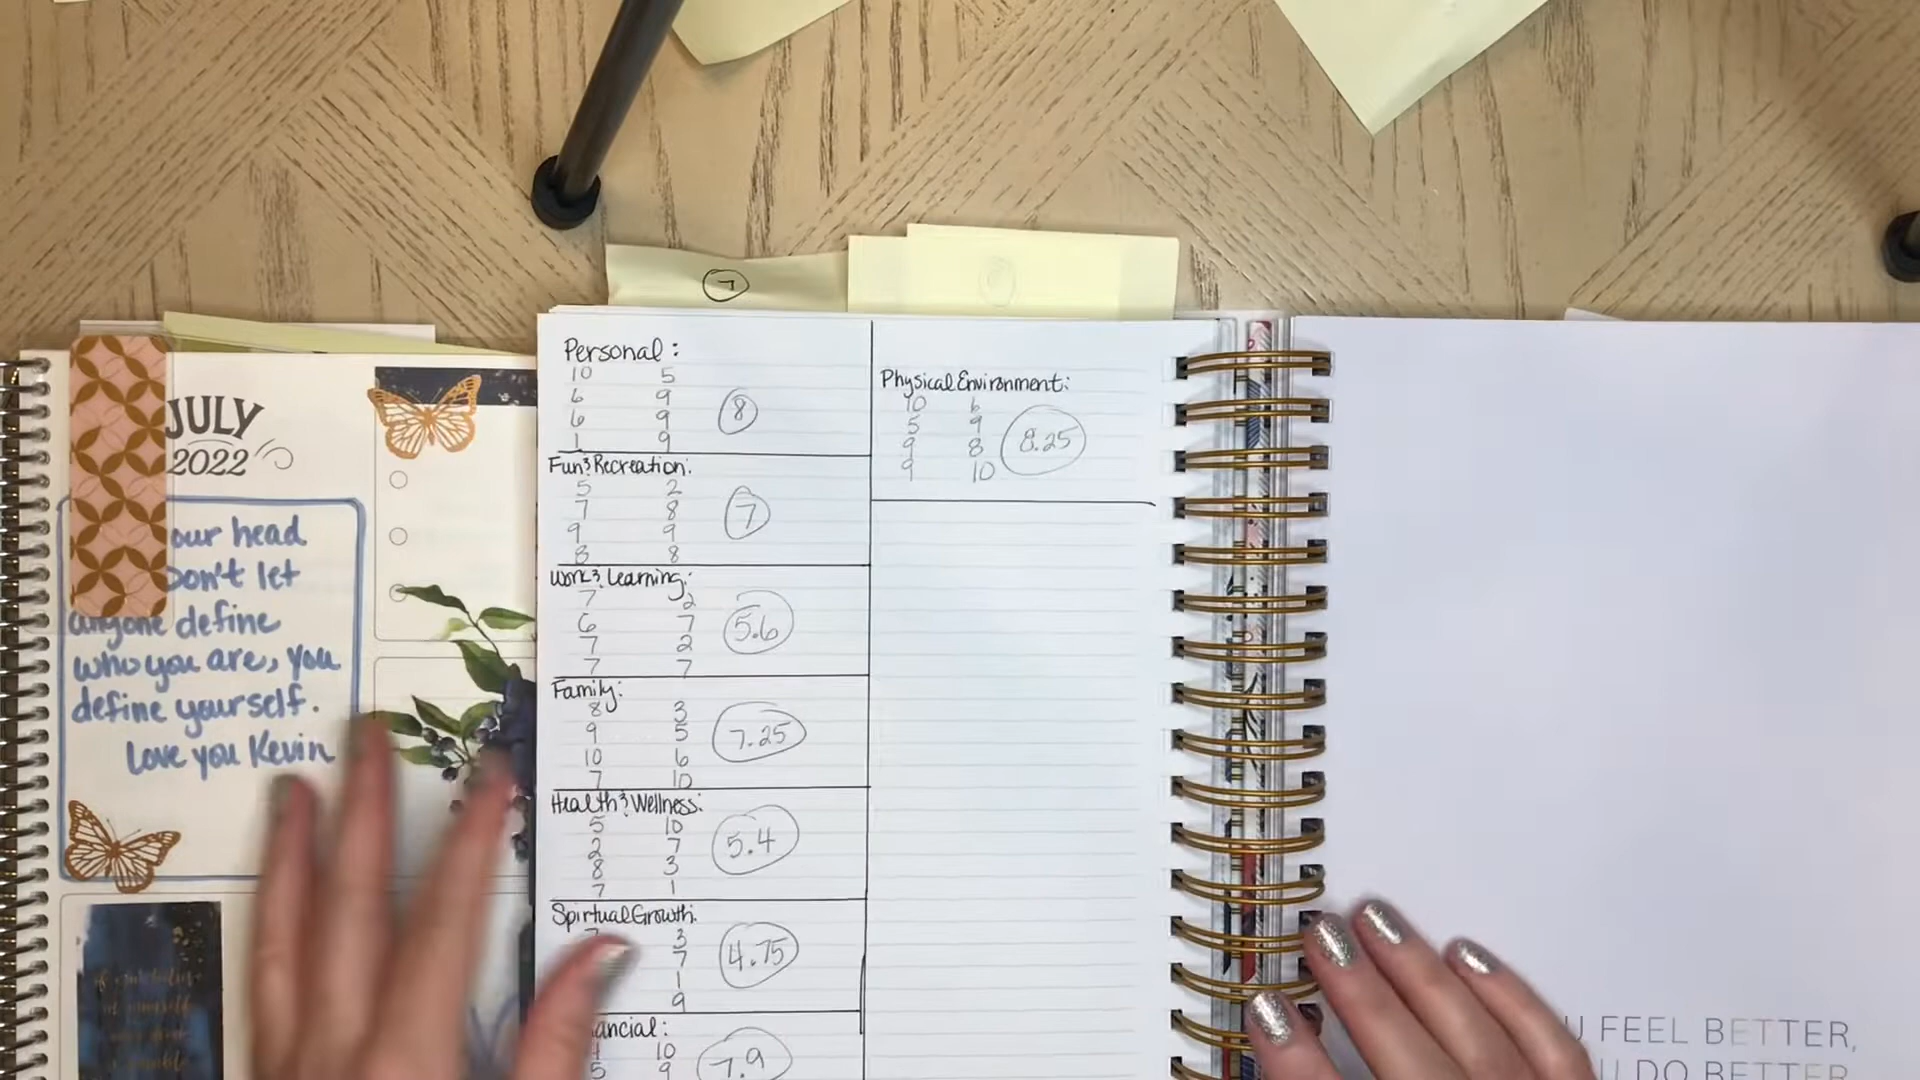 7
JULY
2022
our head
Don't let
anyone define
who you are, you
define yourself.
Love you Kevin
Personal:
10 5
6 9
6 9
1 9
8
Fun & Recreation:
5 2
7 8
9 9
8 8
7
Work & Learning:
7 2
6 7
7 2
7 7
5.6
Family:
8 3
9 5
10 6
7 10
7.25
Health & Wellness:
5 10
2 7
8 3
7 1
5.4
Spirtual Growth:
3
7
1
9
4.75
ancial:
10
5 9
7.9
Physical Environment:
10 6
5 9
9 8
9 10
8.25
U FEEL BETTER,
U DO BETTER